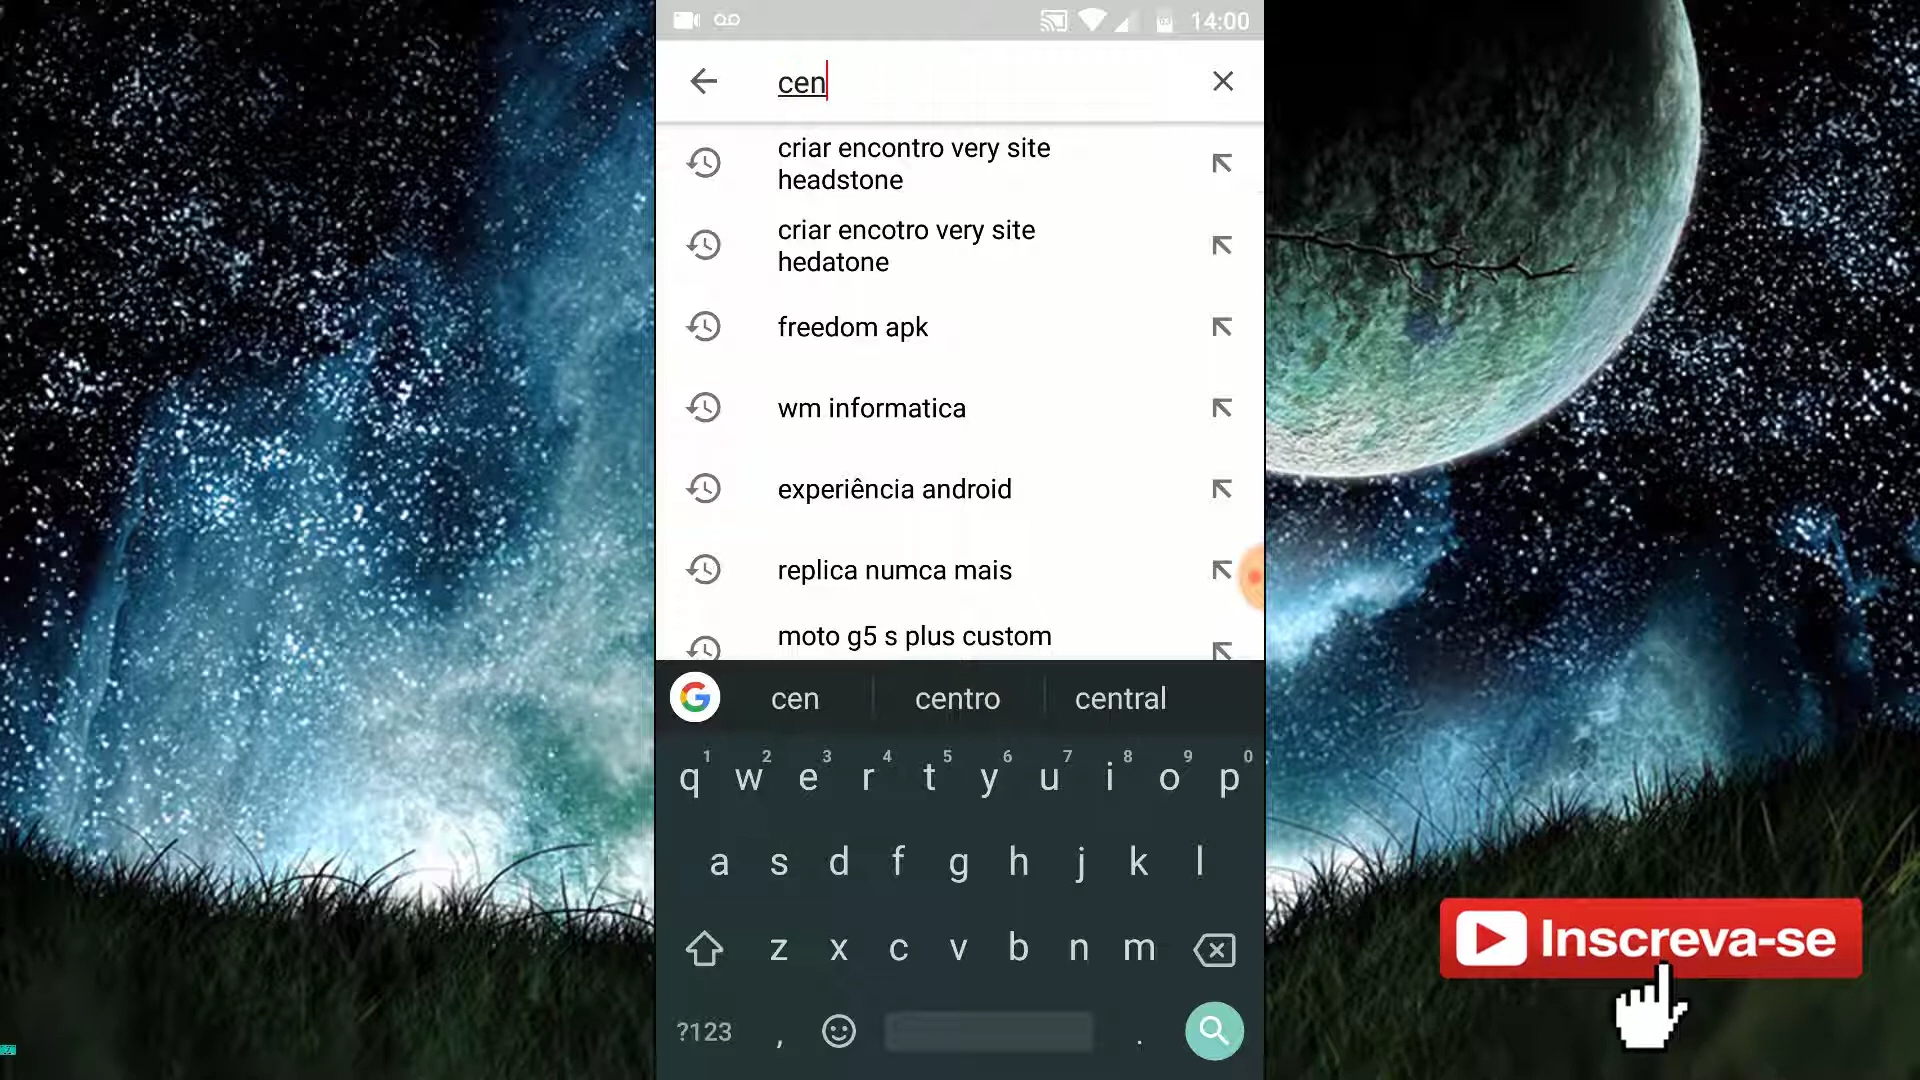 14:00
cen
criar encontro very site
headstone
criar encotro very site
hedatone
freedom apk
wm informatica
experiência android
replica numca mais
moto g5 s plus custom
cen centro central
1 2 3 4 5 6 7 8 9 0
q w e r t y u i o p
a s d f g h j k l
z x c v b n m
?123 , .
Inscreva-se